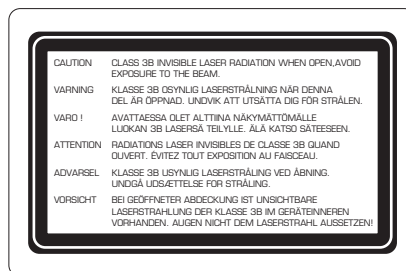 CAUTION CLASS 3B INVISIBLE LASER RADIATION WHEN OPEN,AVOID
EXPOSURE TO THE BEAM.
VARNING KLASSE 3B OSYNLIG LASERSTRÅLNING NÄR DENNA
DEL ÄR ÖPPNAD. UNDVIK ATT UTSÄTTA DIG FÖR STRÅLEN.
VARO ! AVATTAESSA OLET ALTTIINA NÄKYMÄTTÖMÄLLE
LUOKAN 3B LASERSÄ TEILYLLE. ÄLÄ KATSO SÄTEESEEN.
ATTENTION RADIATIONS LASER INVISIBLES DE CLASSE 3B QUAND
OUVERT. ÉVITEZ TOUT EXPOSITION AU FAISCEAU.
ADVARSEL KLASSE 3B USYNLIG LASERSTRÅLING VED ÅBNING.
UNDGÅ UDSÆTTELSE FOR STRÅLING.
VORSICHT BEI GEÖFFNETER ABDECKUNG IST UNSICHTBARE
LASERSTRAHLUNG DER KLASSE 3B IM GERÄTEINNEREN
VORHANDEN. AUGEN NICHT DEM LASERSTRAHL AUSSETZEN!